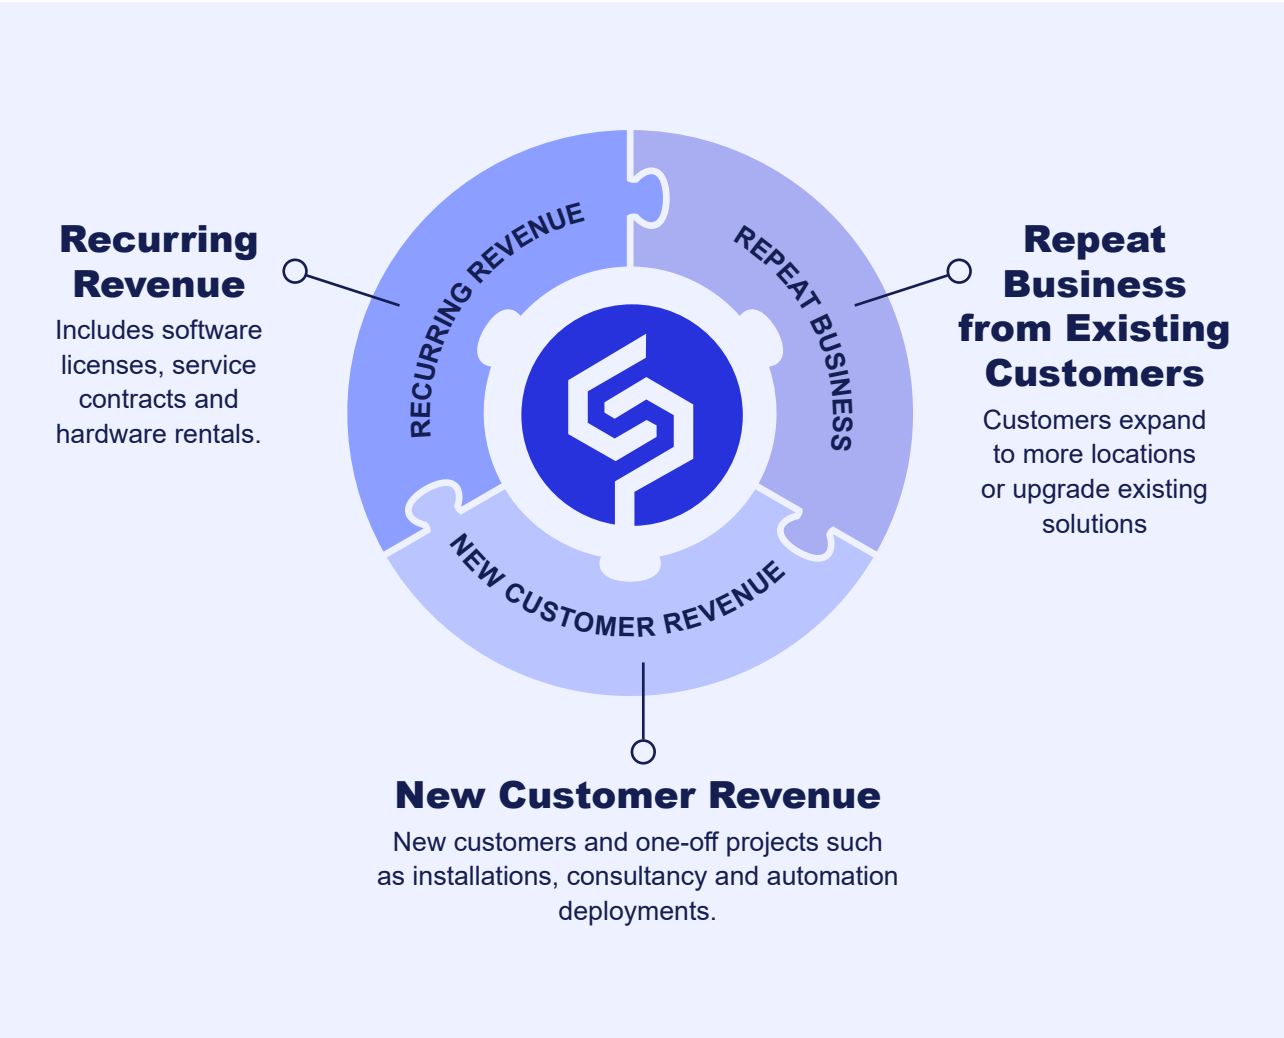 RECURRING REVENUE
REPEAT BUSINESS
NEW CUSTOMER REVENUE
Recurring
Revenue
Includes software
licenses, service
contracts and
hardware rentals.
Repeat
Business
from Existing
Customers
Customers expand
to more locations
or upgrade existing
solutions
New Customer Revenue
New customers and one-off projects such
as installations, consultancy and automation
deployments.